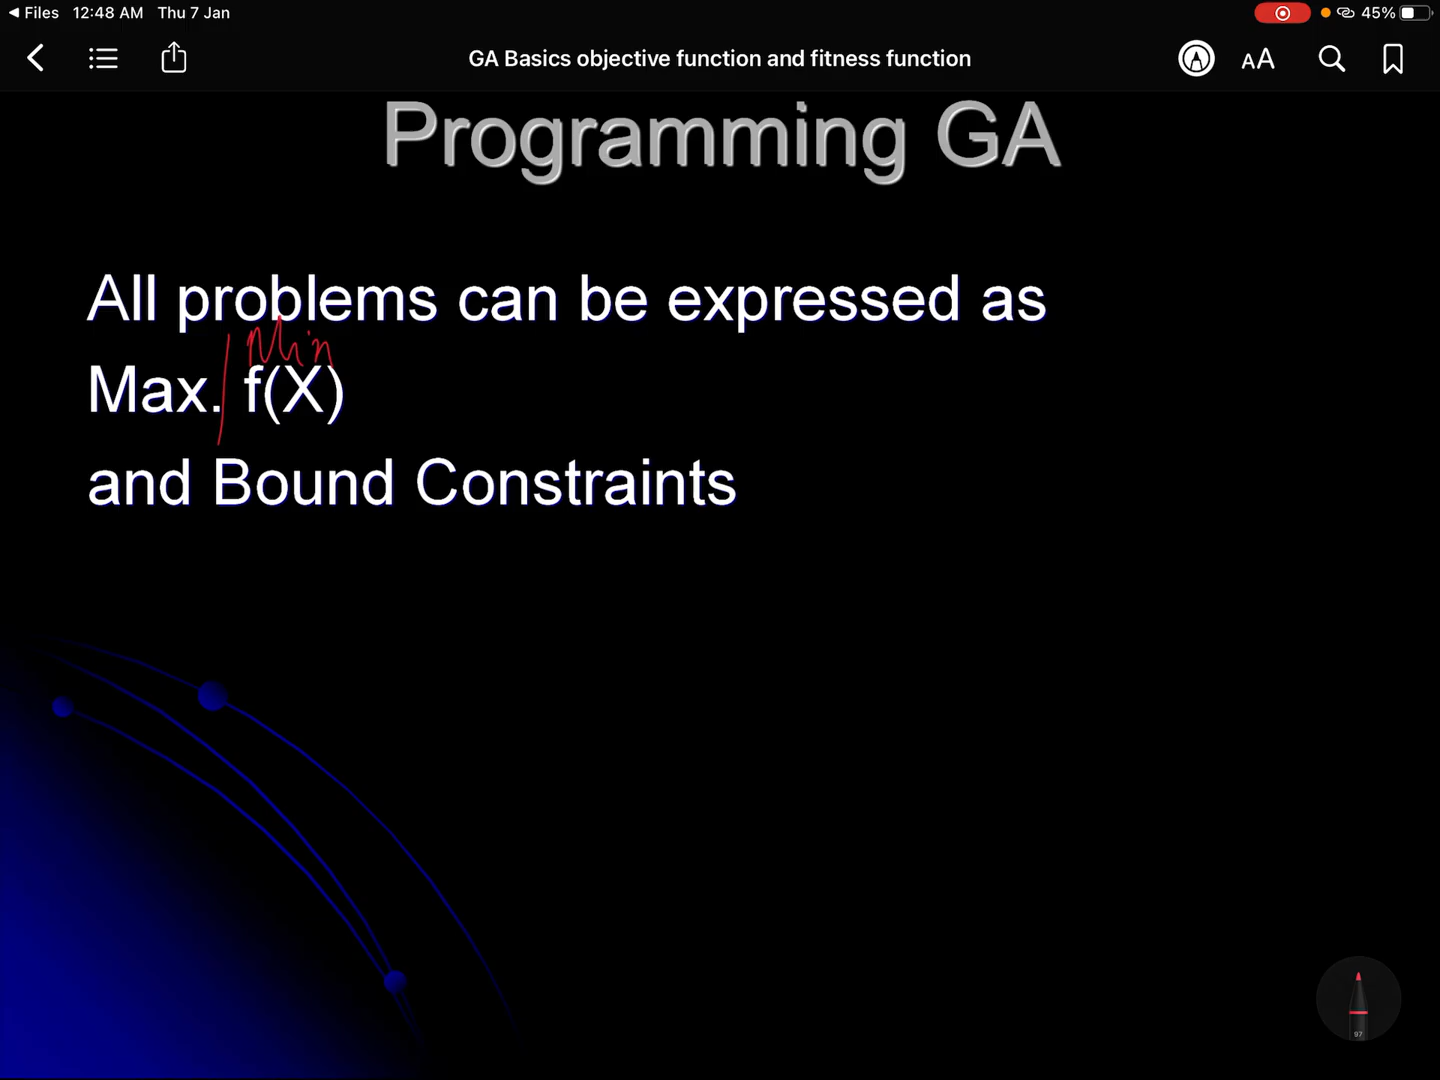 Files 12:48 AM Thu 7 Jan 45%
GA Basics objective function and fitness function
AA
Programming GA
All problems can be expressed as
Min
Max. / f(X)
and Bound Constraints
97